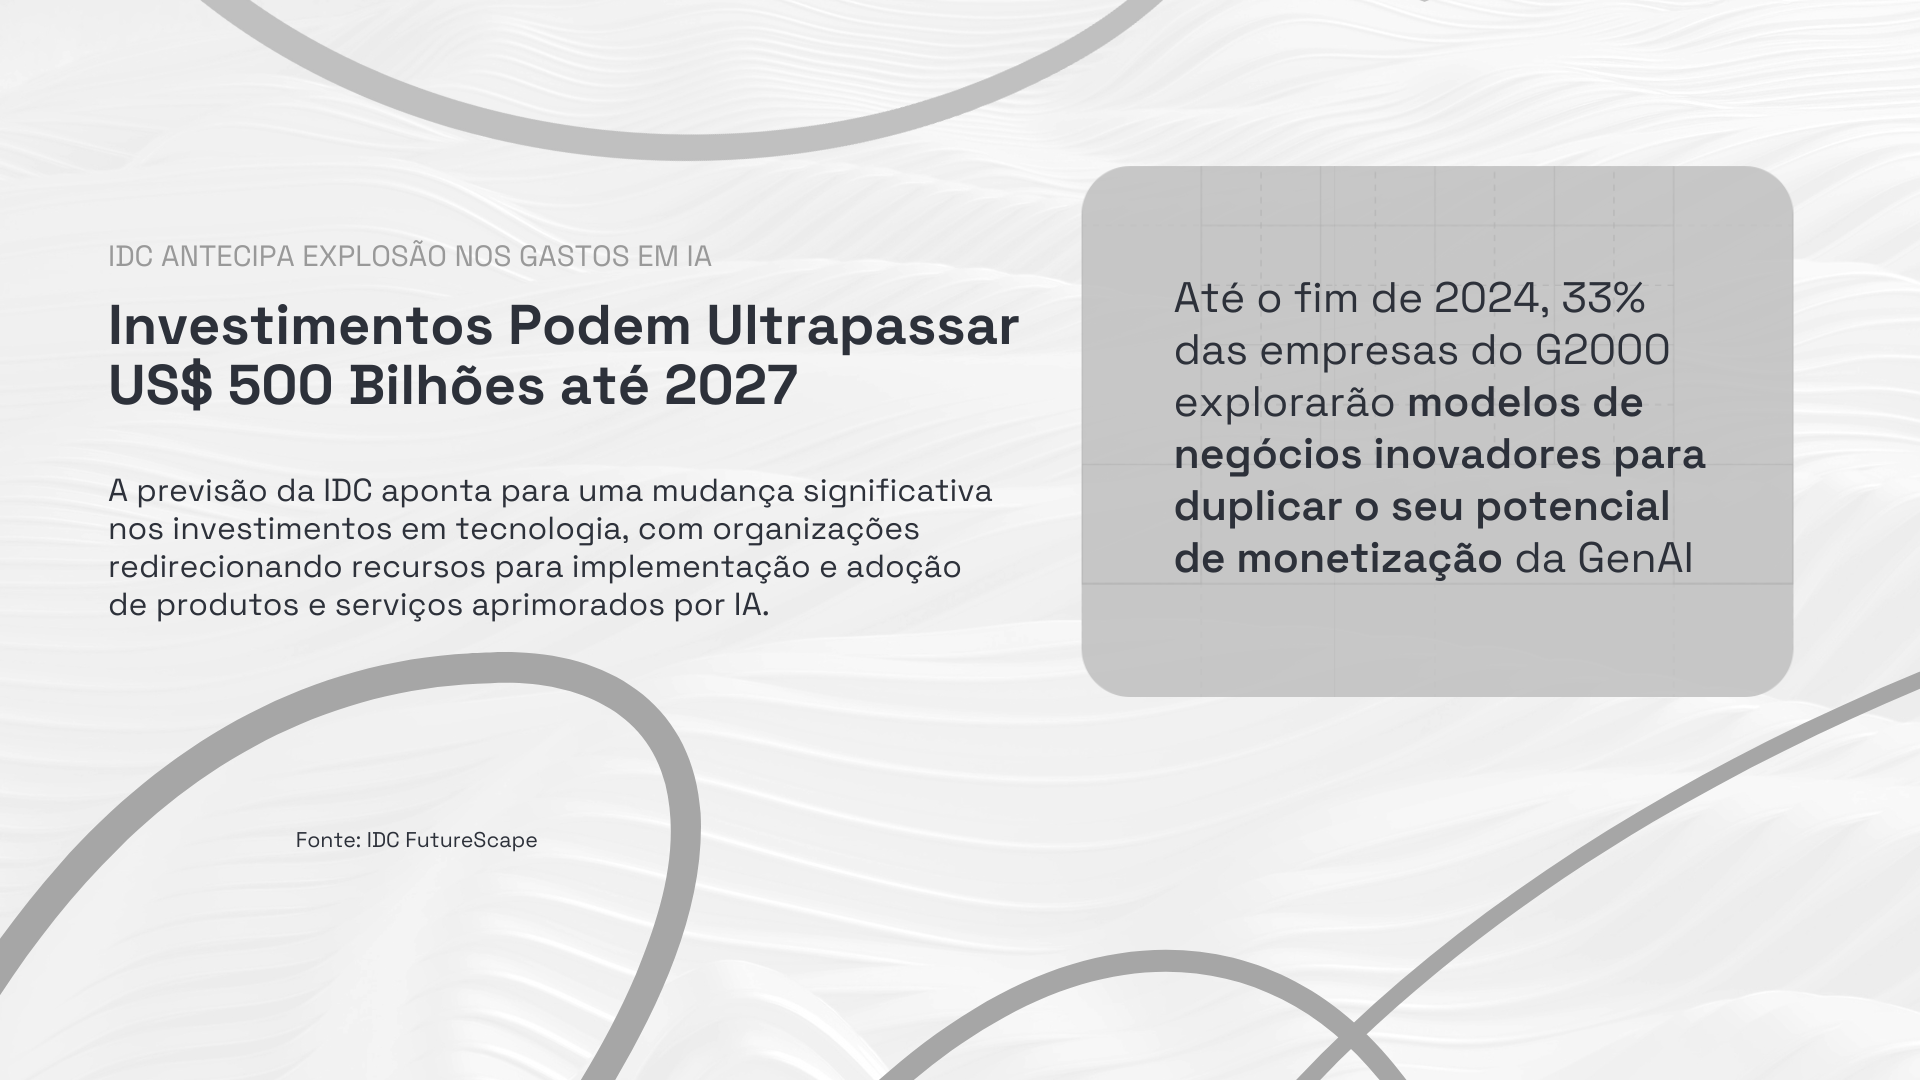 IDC ANTECIPA EXPLOSÃO NOS GASTOS EM IA
Investimentos Podem Ultrapassar
US$ 500 Bilhões até 2027
A previsão da IDC aponta para uma mudança significativa
nos investimentos em tecnologia, com organizações
redirecionando recursos para implementação e adoção
de produtos e serviços aprimorados por IA.
Até o fim de 2024, 33%
das empresas do G2000
explorarão modelos de
negócios inovadores para
duplicar o seu potencial
de monetização da GenAI
Fonte: IDC FutureScape